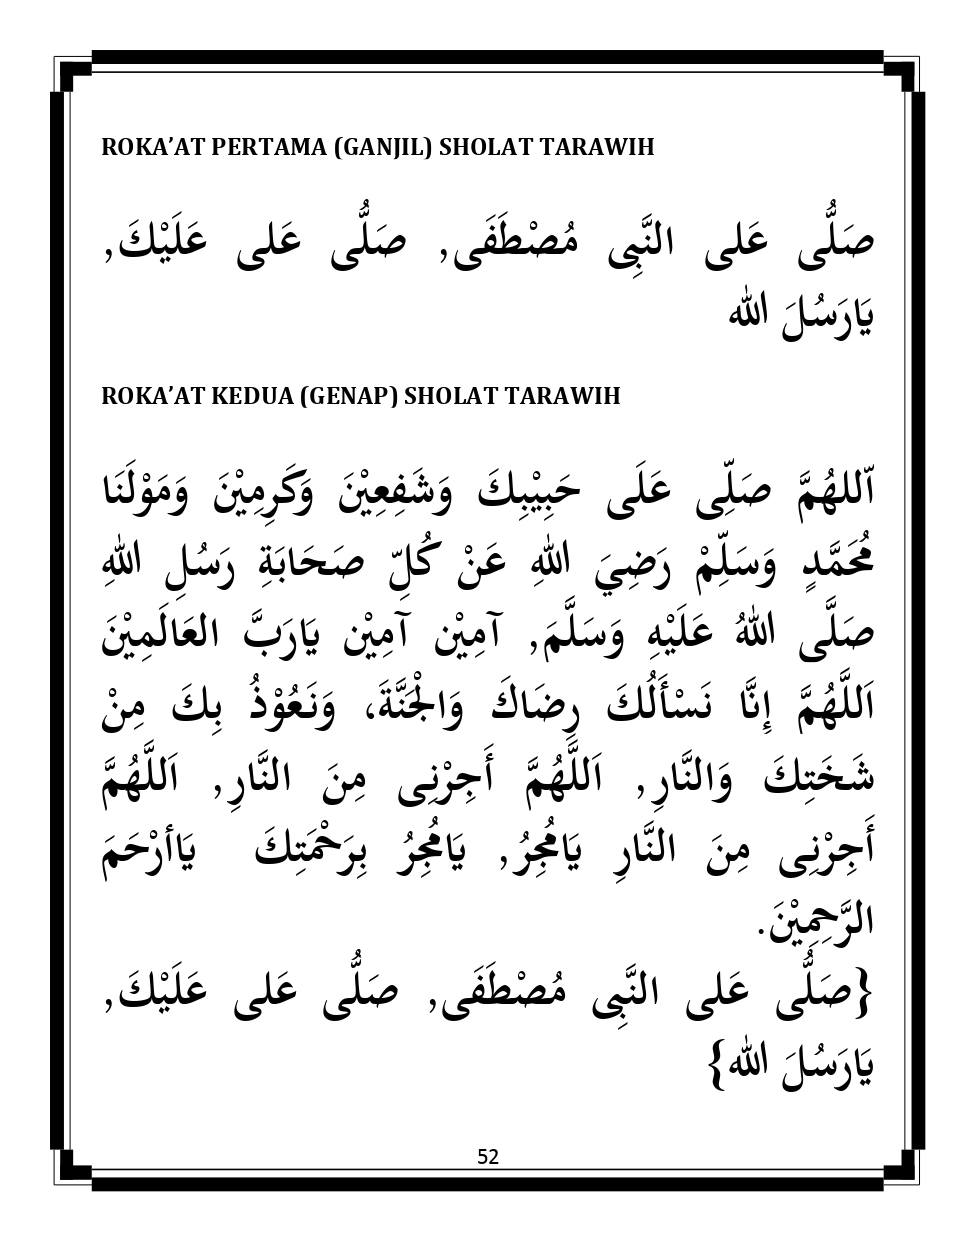 ROKA’AT PERTAMA (GANJIL) SHOLAT TARAWIH
صَلُّى عَلى النَّبِى مُصْطَفَى, صَلُّى عَلى عَلَيْكَ,
يَارَسُلَ الله
ROKA’AT KEDUA (GENAP) SHOLAT TARAWIH
اّللهُمَّ صَلِّى عَلَى حَبِيْبِكَ وَشَفِعِيْنَ وَكَرِمِيْنَ وَمَوْلَنَا
مُحَمَّدٍ وَسَلِّمْ رَضِيَ اللهِ عَنْ كُلِّ صَحَابَةِ رَسُلِ اللهِ
صَلَّى اللهُ عَلَيْهِ وَسَلَّمَ, آمِيْن آمِيْن يَارَبَّ العَالَمِيْنَ
اَللَّهُمَّ إِنَّا نَسْأَلُكَ رِضَاكَ وَالْجَنَّةَ، وَنَعُوْذُ بِكَ مِنْ
شَخَتِكَ وَالنَّارِ, اَللَّهُمَّ أَجِرْنِى مِنَ النَّارِ, اَللَّهُمَّ
أَجِرْنِى مِنَ النَّارِ يَامُجِرُ, يَامُجِرُ بِرَحْمَتِكَ يَاأرْحَمَ
الرَّحِمِيْنَ.
{صَلُّى عَلى النَّبِى مُصْطَفَى, صَلُّى عَلى عَلَيْكَ,
يَارَسُلَ الله}
52